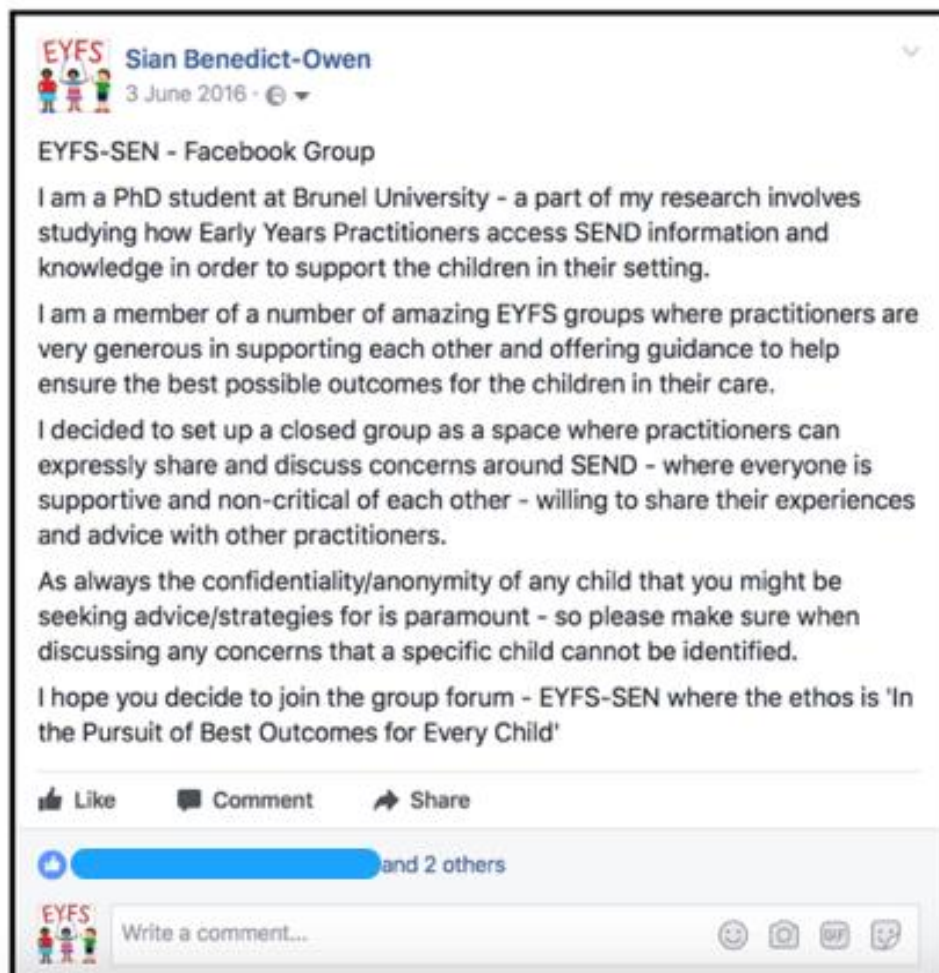 EYFS
Sian Benedict-Owen
3 June 2016 ·
EYFS-SEN - Facebook Group
I am a PhD student at Brunel University - a part of my research involves
studying how Early Years Practitioners access SEND information and
knowledge in order to support the children in their setting.
I am a member of a number of amazing EYFS groups where practitioners are
very generous in supporting each other and offering guidance to help
ensure the best possible outcomes for the children in their care.
I decided to set up a closed group as a space where practitioners can
expressly share and discuss concerns around SEND - where everyone is
supportive and non-critical of each other - willing to share their experiences
and advice with other practitioners.
As always the confidentiality/anonymity of any child that you might be
seeking advice/strategies for is paramount - so please make sure when
discussing any concerns that a specific child cannot be identified.
I hope you decide to join the group forum - EYFS-SEN where the ethos is 'In
the Pursuit of Best Outcomes for Every Child'
Like Comment Share
and 2 others
EYFS
Write a comment...
GIF